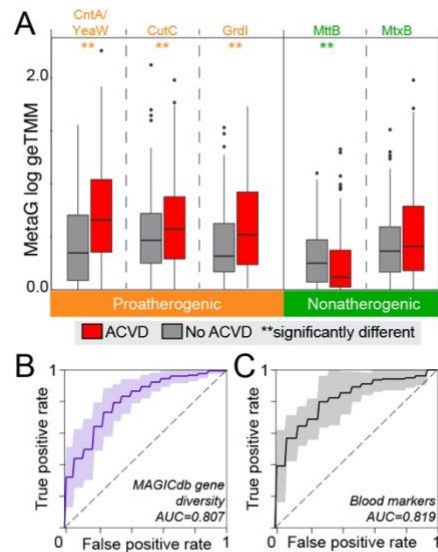 A
CntA/
YeaW
CutC
GrdI
MttB
MtxB
** ** ** **
MetaG log geTMM
2.0
0.0
Proatherogenic Nonatherogenic
ACVD No ACVD **significantly different
B
True positive rate
1
MAGICdb gene
diversity
AUC=0.807
0 1
False positive rate
C
True positive rate
1
Blood markers
AUC=0.819
0 1
False positive rate